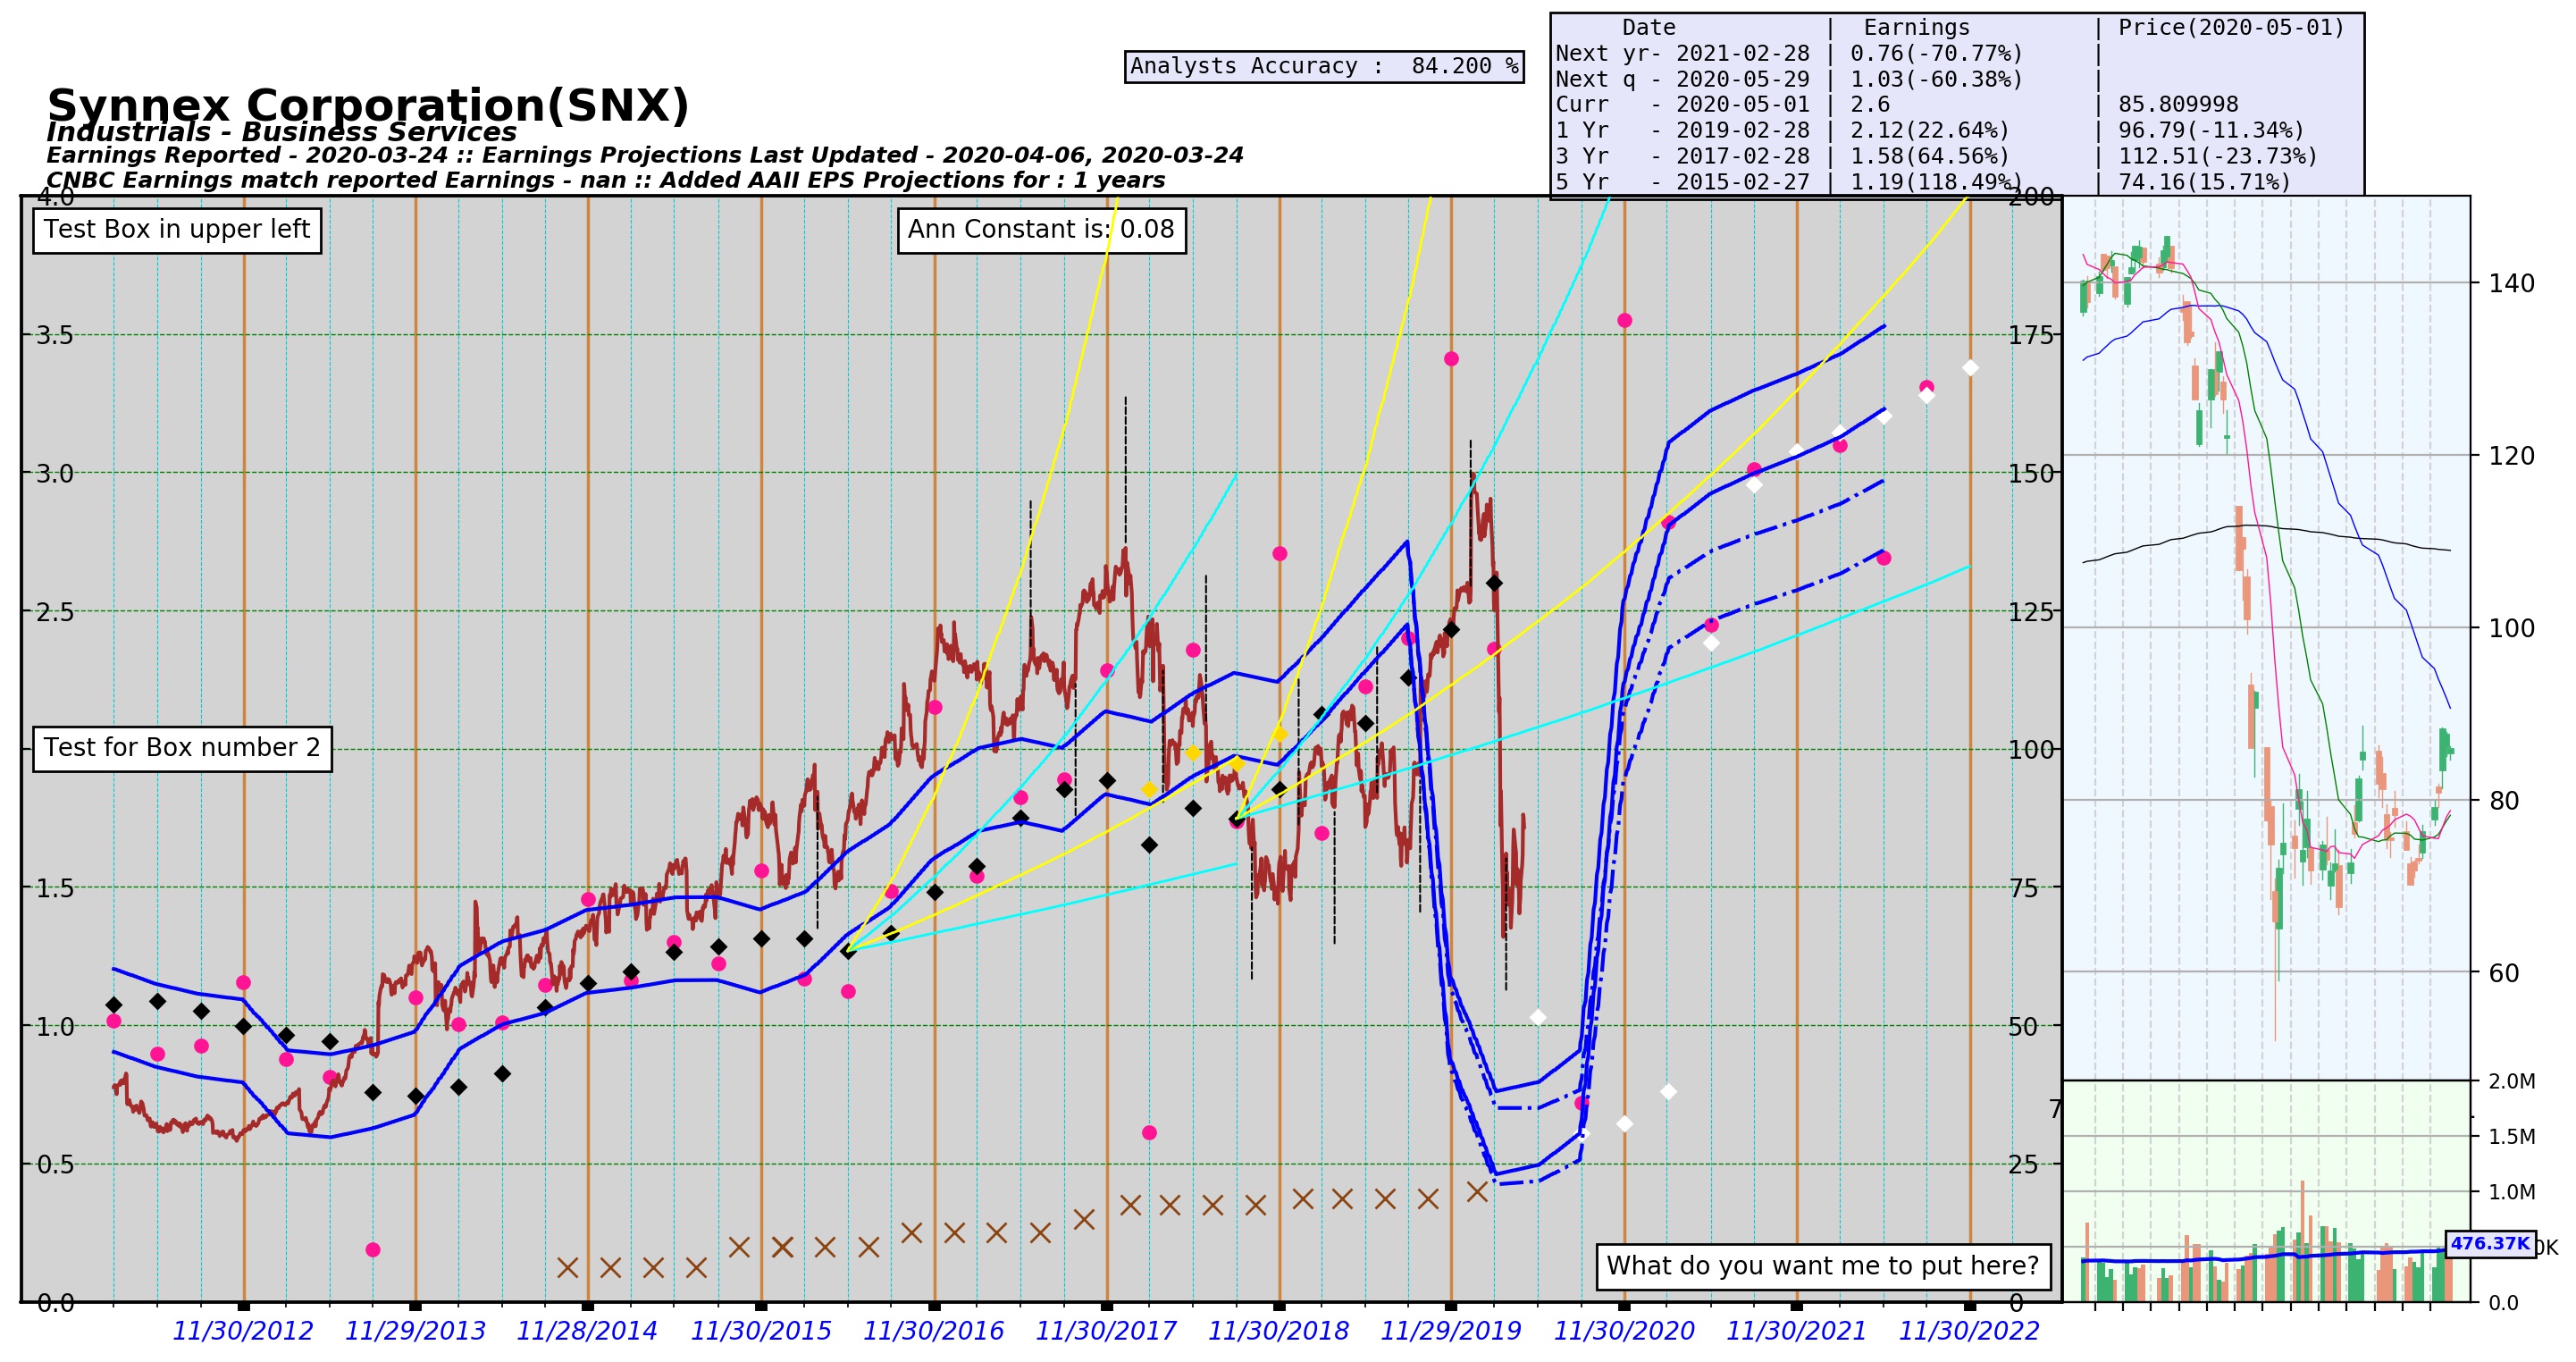 Date | Earnings | Price(2020-05-01)
Next yr- 2021-02-28 | 0.76(-70.77%) |
Analysts Accuracy :  84.200 %
Next q - 2020-05-29 | 1.03(-60.38%) |
Synnex Corporation(SNX)
Curr   - 2020-05-01 | 2.6 | 85.809998
Industrials - Business Services
1 Yr   - 2019-02-28 | 2.12(22.64%) | 96.79(-11.34%)
Earnings Reported - 2020-03-24 :: Earnings Projections Last Updated - 2020-04-06, 2020-03-24
3 Yr   - 2017-02-28 | 1.58(64.56%) | 112.51(-23.73%)
CNBC Earnings match reported Earnings - nan :: Added AAII EPS Projections for : 1 years
5 Yr   - 2015-02-27 | 1.19(118.49%) | 74.16(15.71%)
4.0 200
Test Box in upper left
Ann Constant is: 0.08
140
3.5 175
3.0 150 120
2.5 125 100
Test for Box number 2
100
80
1.5 75
60
1.0 50
2.0M
7
1.5M
0.5 25
1.0M
476.37K 0K
What do you want me to put here?
0.0 0 0.0
11/30/2012 11/29/2013 11/28/2014 11/30/2015 11/30/2016 11/30/2017 11/30/2018 11/29/2019 11/30/2020 11/30/2021 11/30/2022